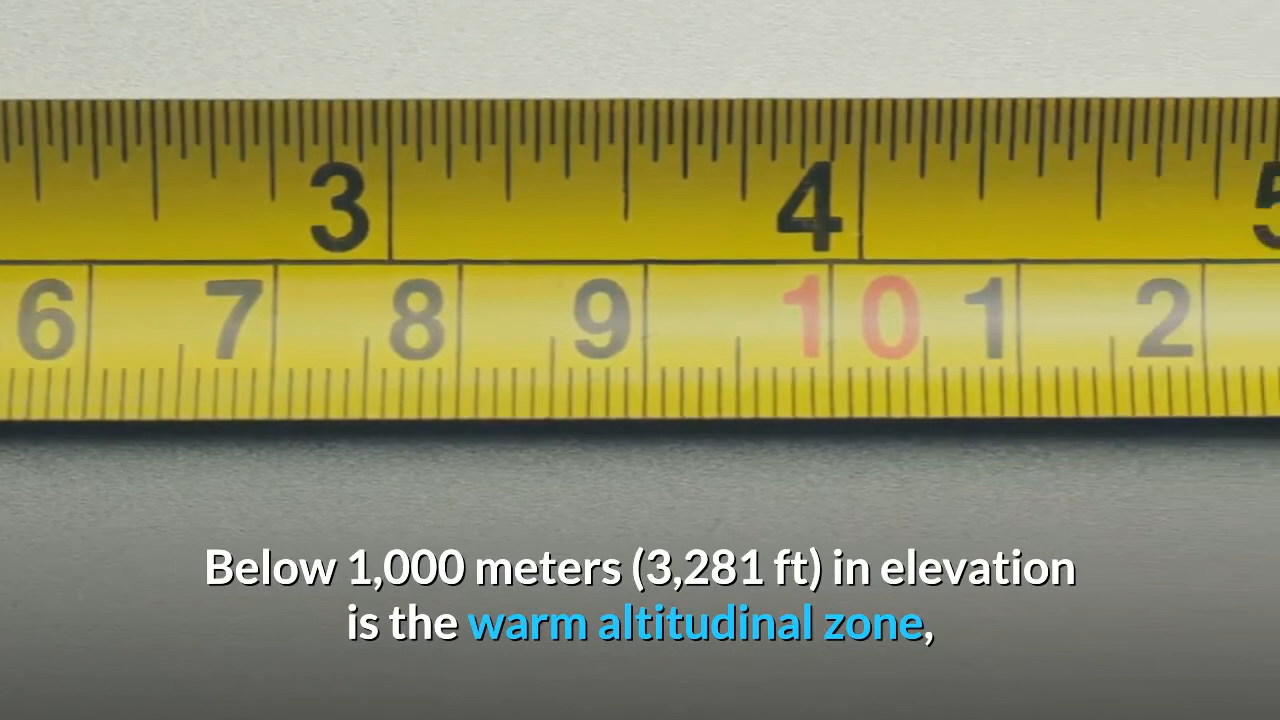 3 4 5
6 7 8 9 10 1 2
Below 1,000 meters (3,281 ft) in elevation
is the warm altitudinal zone,